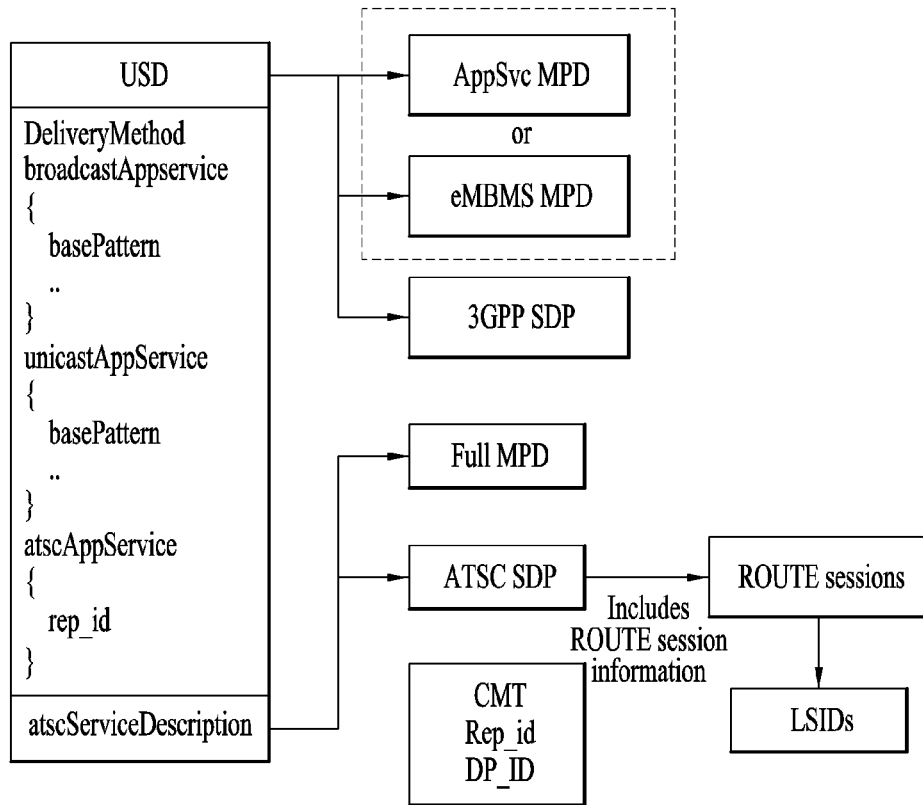 USD
DeliveryMethod
broadcastAppservice
{
basePattern
..
}
unicastAppService
{
basePattern
..
}
atscAppService
{
rep_id
}
atscServiceDescription
AppSvc MPD
or
eMBMS MPD
3GPP SDP
Full MPD
ATSC SDP
Includes
ROUTE session
information
ROUTE sessions
LSIDs
CMT
Rep_id
DP_ID